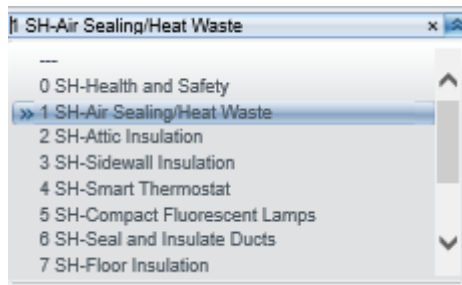 1 SH-Air Sealing/Heat Waste
---
0 SH-Health and Safety
» 1 SH-Air Sealing/Heat Waste
2 SH-Attic Insulation
3 SH-Sidewall Insulation
4 SH-Smart Thermostat
5 SH-Compact Fluorescent Lamps
6 SH-Seal and Insulate Ducts
7 SH-Floor Insulation